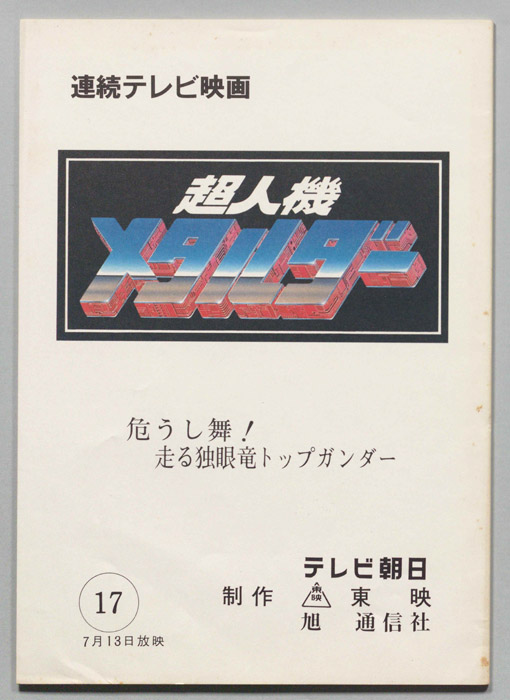 連続テレビ映画
超人機
メタルダー
危うし舞!
走る独眼竜トップガンダー
テレビ朝日
制作 東映 東映
旭 通信社
17
7月13日放映